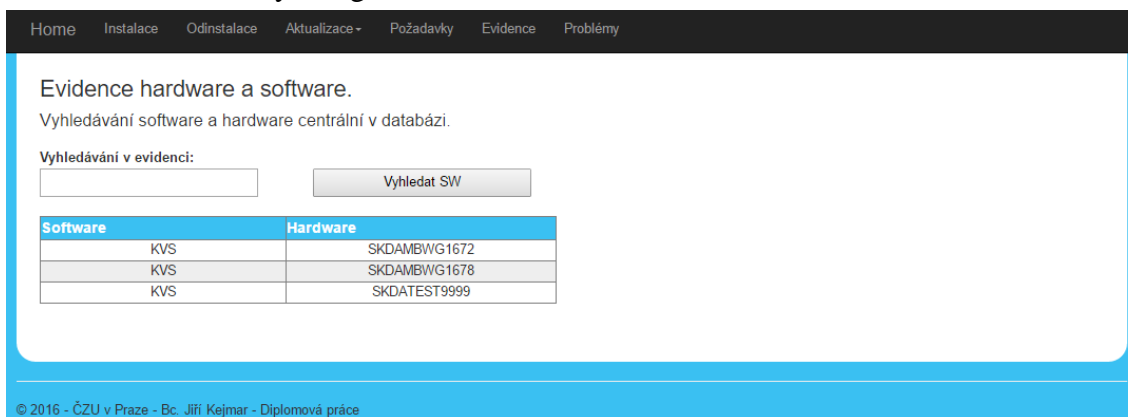 Home Instalace Odinstalace Aktualizace Požadavky Evidence Problémy
Evidence hardware a software.
Vyhledávání software a hardware centrální v databázi.
Vyhledávání v evidenci:
Vyhledat SW
Software Hardware
KVS SKDAMBWG1672
KVS SKDAMBWG1678
KVS SKDATEST9999
© 2016 - ČZU v Praze - Bc. Jiří Kejmar - Diplomová práce